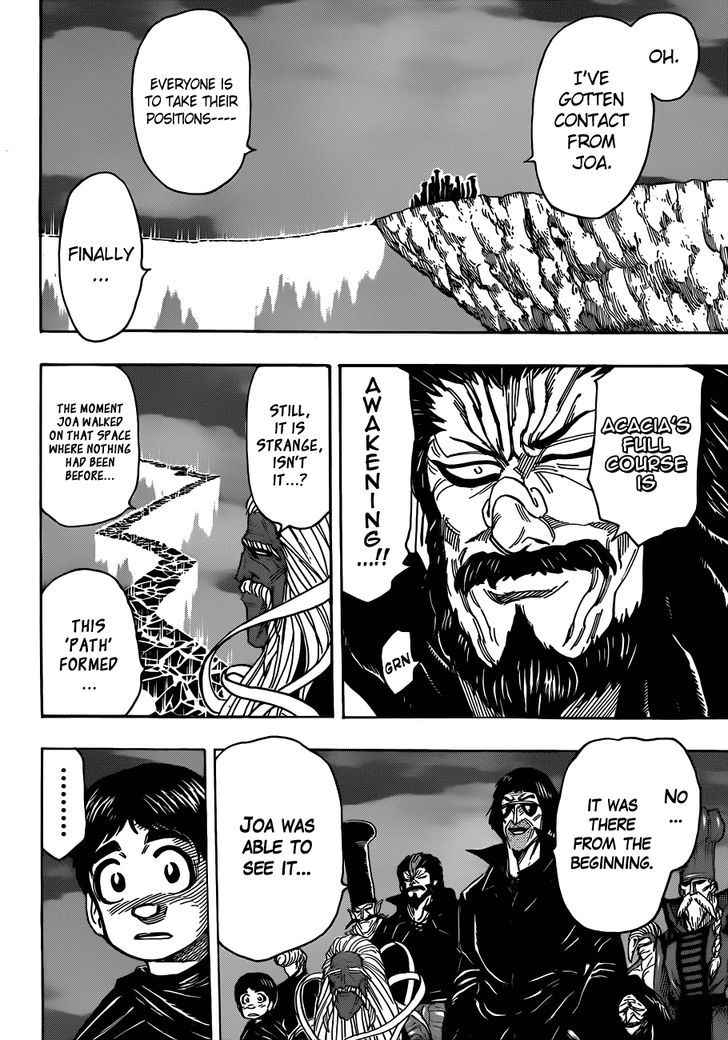 OH.
I'VE
GOTTEN
CONTACT
FROM
JOA.
EVERYONE IS
TO TAKE THEIR
POSITIONS----
FINALLY
...
ACACIA'S
FULL
COURSE
IS
AWAKENING
...!!
GRN
STILL,
IT IS
STRANGE,
ISN'T
IT...?
THE MOMENT
JOA WALKED
ON THAT SPACE
WHERE NOTHING
HAD BEEN
BEFORE...
THIS
'PATH'
FORMED
...
NO
...
IT WAS
THERE
FROM THE
BEGINNING.
JOA WAS
ABLE TO
SEE IT...
........